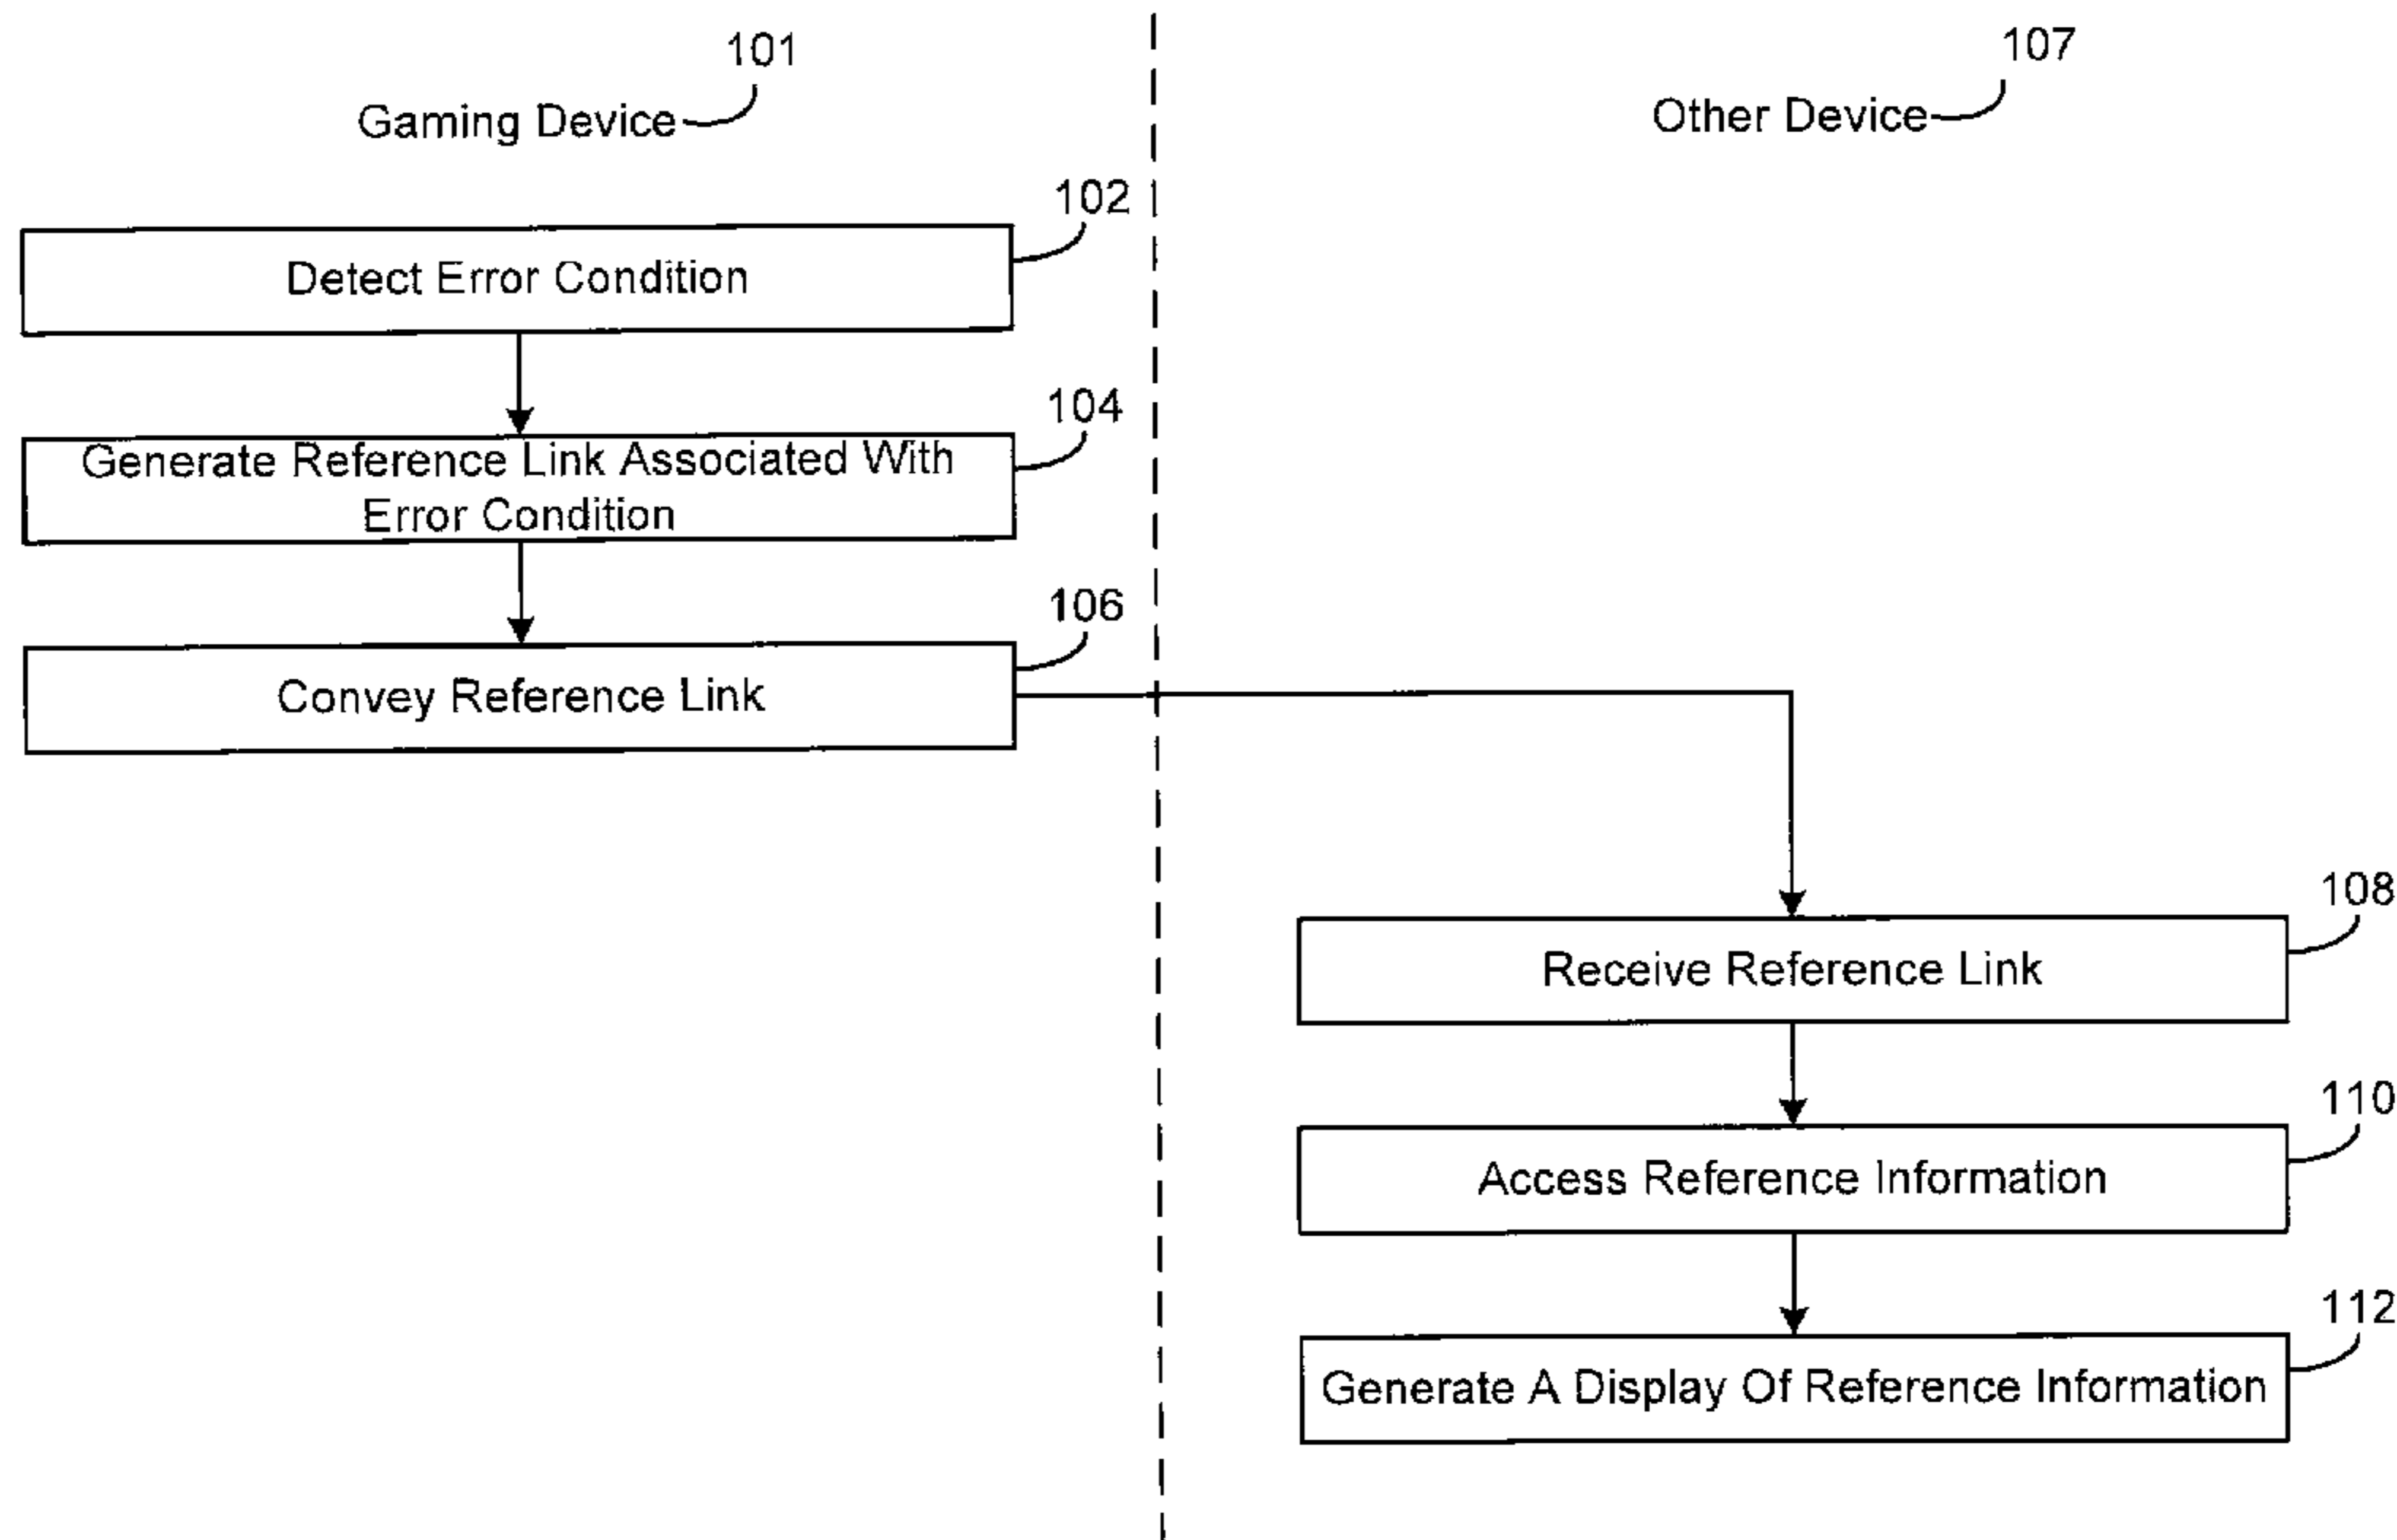 101
Gaming Device
107
Other Device
102
Detect Error Condition
104
Generate Reference Link Associated With
Error Condition
106
Convey Reference Link
108
Receive Reference Link
110
Access Reference Information
112
Generate A Display Of Reference Information